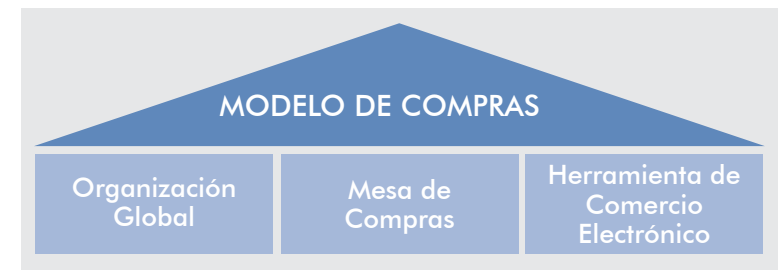 MODELO DE COMPRAS
Organización
Global
Mesa de
Compras
Herramienta de
Comercio
Electrónico